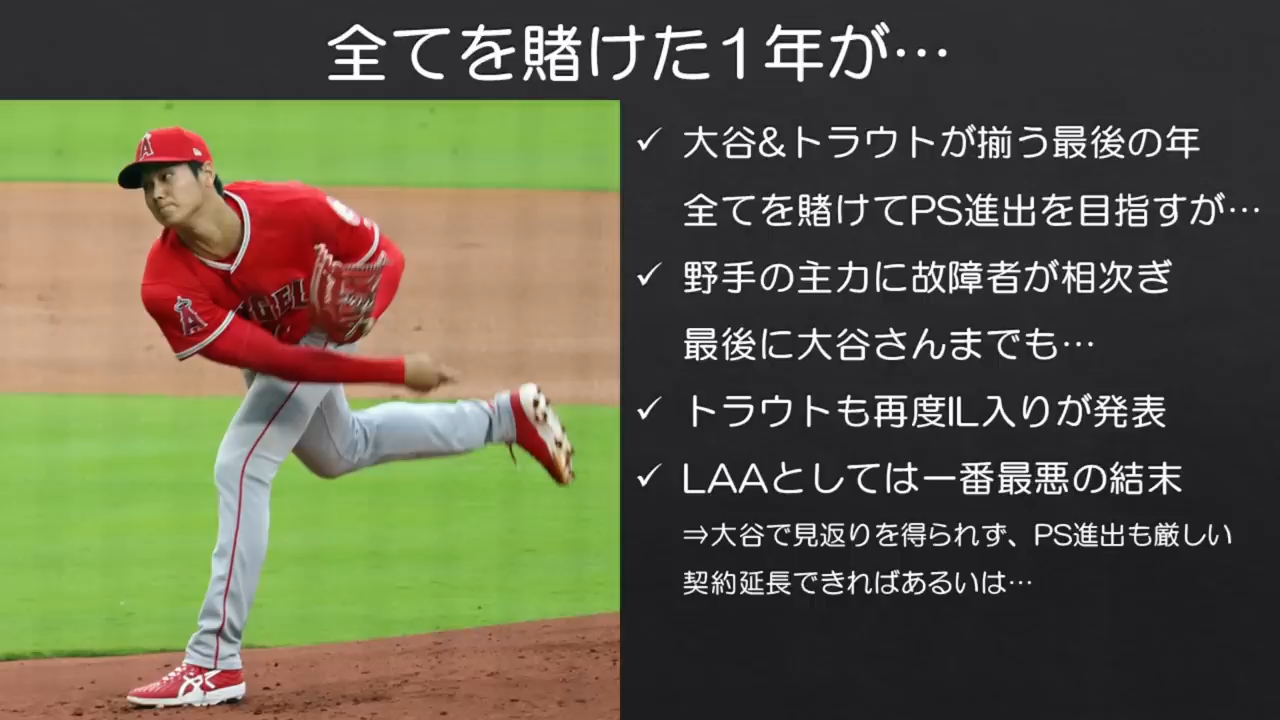 全てを賭けた1年が…
✓ 大谷&トラウトが揃う最後の年
全てを賭けてPS進出を目指すが…
✓ 野手の主力に故障者が相次ぎ
最後に大谷さんまでも…
✓ トラウトも再度IL入りが発表
✓ LAAとしては一番最悪の結末
⇒大谷で見返りを得られず、PS進出も厳しい
契約延長できればあるいは…
A
A
ANGEL